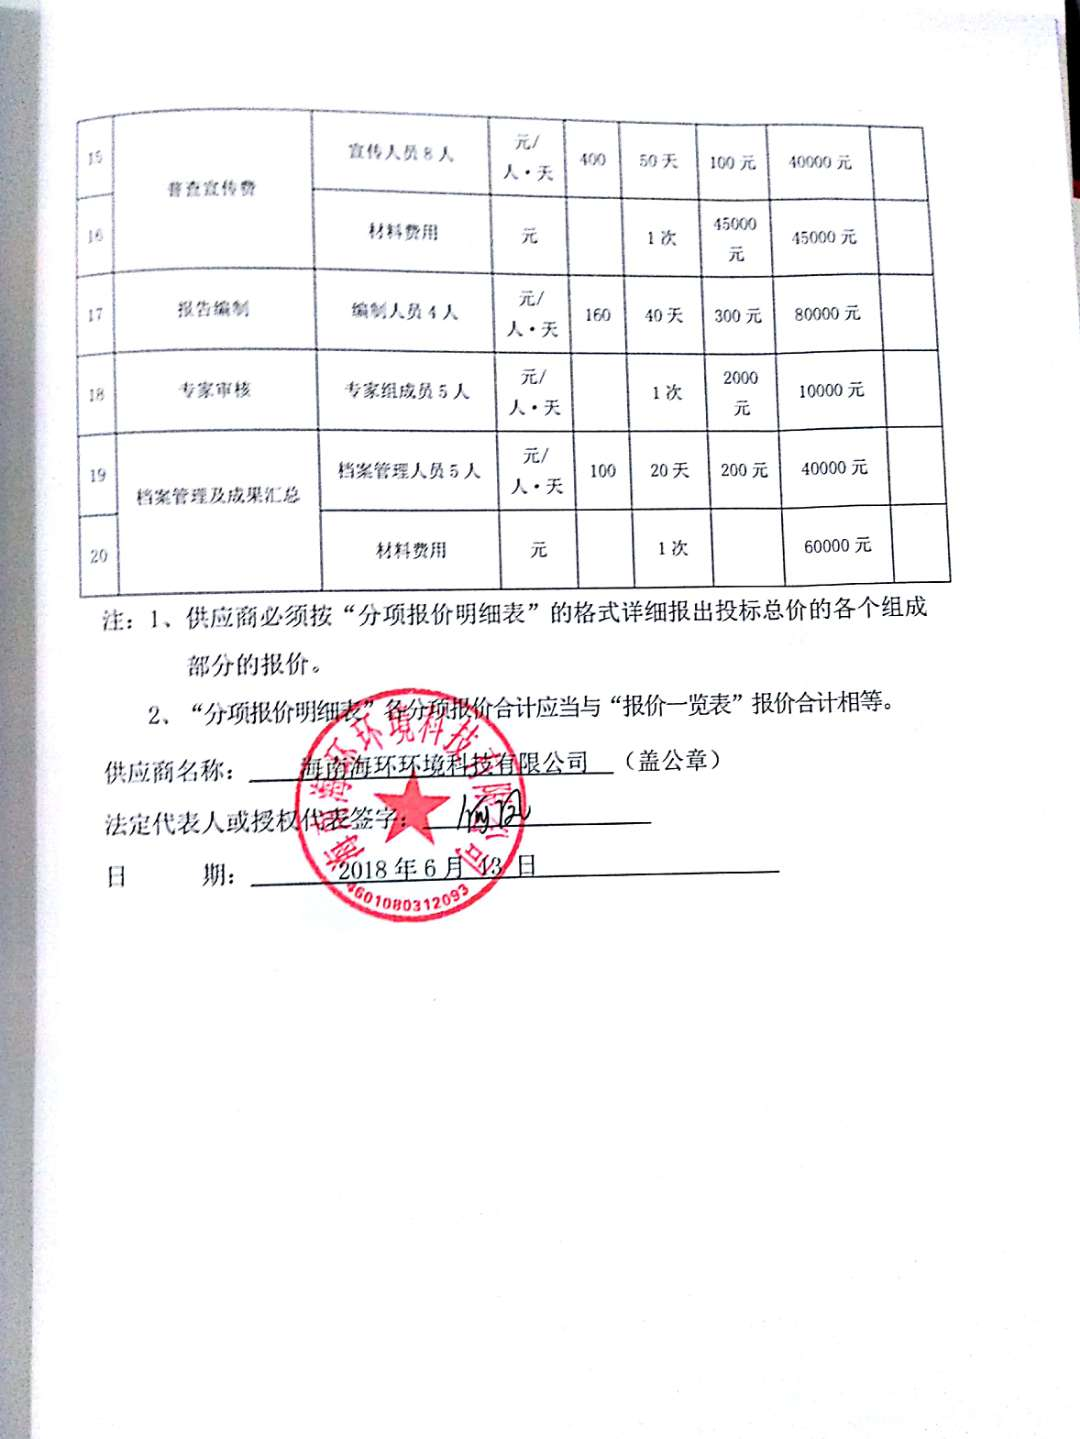 15 普查宣传费 宣传人员8人 元/人·天 400 50天 100元 40000元
16 材料费用 元 1次 45000元 45000元
17 报告编制 编制人员4人 元/人·天 160 40天 300元 80000元
18 专家审核 专家组成员5人 元/人·天 1次 2000元 10000元
19 档案管理及成果汇总 档案管理人员5人 元/人·天 100 20天 200元 40000元
20 材料费用 元 1次 60000元
注：1、供应商必须按“分项报价明细表”的格式详细报出投标总价的各个组成
部分的报价。
2、“分项报价明细表”各分项报价合计应当与“报价一览表”报价合计相等。
供应商名称：海南海环环境科技有限公司（盖公章）
法定代表人或授权代表签字：
日 期：2018年6月13日
海南海环环境科技有限公司
4601080312093